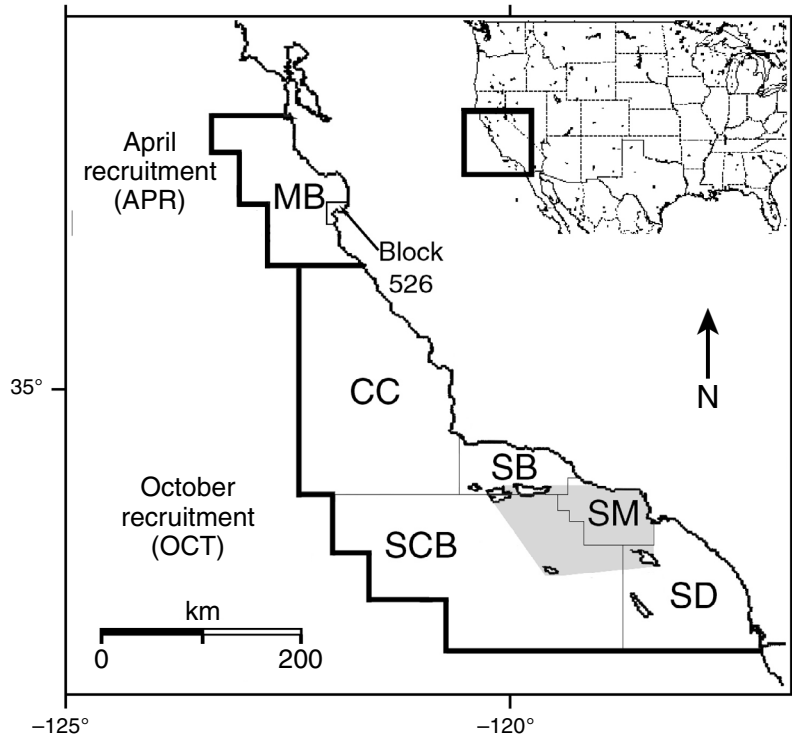 April
recruitment
(APR)
MB
Block
526
N
35°
CC
SB
October
recruitment
(OCT)
SM
SCB
SD
km
0 200
–125° –120°